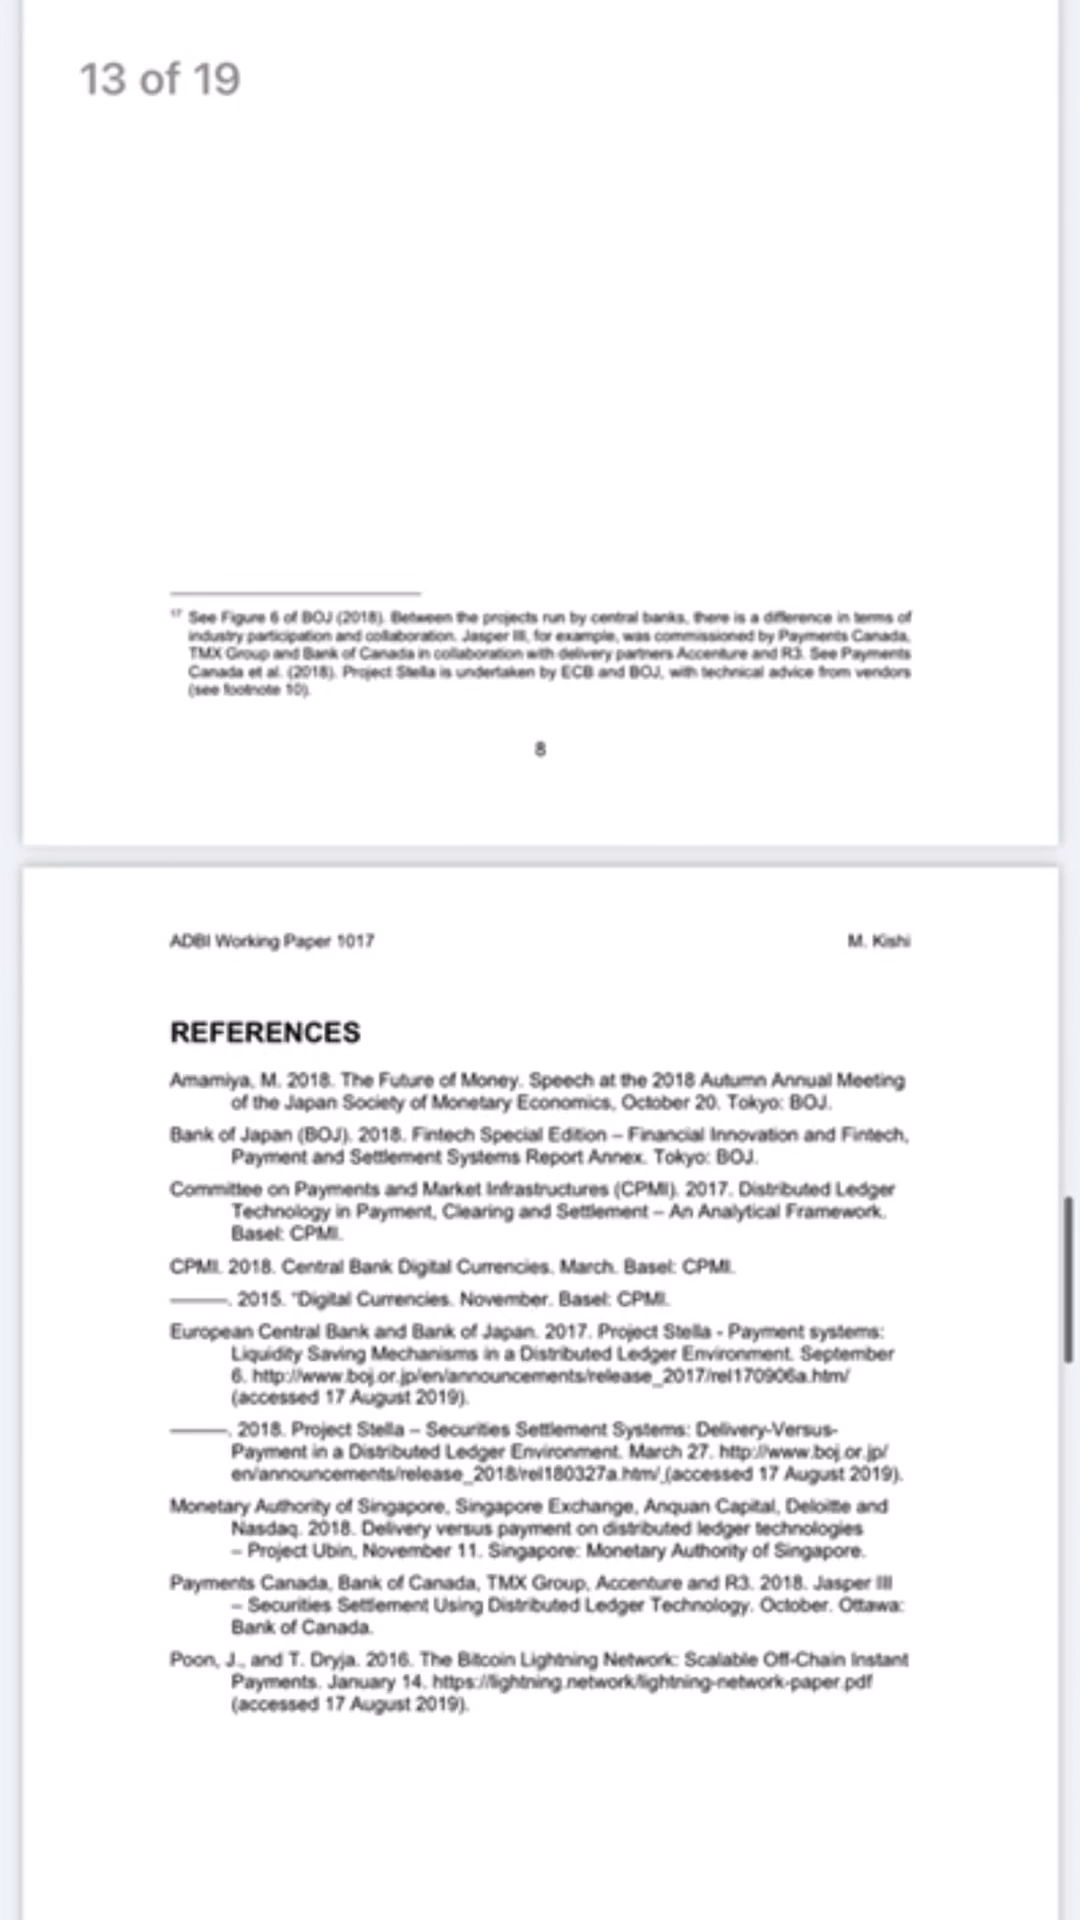 13 of 19
17 See Figure 6 of BOJ (2018). Between the projects run by central banks, there is a difference in terms of
industry participation and collaboration. Jasper III, for example, was commissioned by Payments Canada,
TMX Group and Bank of Canada in collaboration with delivery partners Accenture and R3. See Payments
Canada et al. (2018). Project Stella is undertaken by ECB and BOJ, with technical advice from vendors
(see footnote 10).
8
ADBI Working Paper 1017
M. Kishi
REFERENCES
Amamiya, M. 2018. The Future of Money. Speech at the 2018 Autumn Annual Meeting
of the Japan Society of Monetary Economics, October 20. Tokyo: BOJ.
Bank of Japan (BOJ). 2018. Fintech Special Edition – Financial Innovation and Fintech,
Payment and Settlement Systems Report Annex. Tokyo: BOJ.
Committee on Payments and Market Infrastructures (CPMI). 2017. Distributed Ledger
Technology in Payment, Clearing and Settlement – An Analytical Framework.
Basel: CPMI.
CPMI. 2018. Central Bank Digital Currencies. March. Basel: CPMI.
———. 2015. "Digital Currencies. November. Basel: CPMI.
European Central Bank and Bank of Japan. 2017. Project Stella - Payment systems:
Liquidity Saving Mechanisms in a Distributed Ledger Environment. September
6. http://www.boj.or.jp/en/announcements/release_2017/rel170906a.htm/
(accessed 17 August 2019).
———. 2018. Project Stella – Securities Settlement Systems: Delivery-Versus-
Payment in a Distributed Ledger Environment. March 27. http://www.boj.or.jp/
en/announcements/release_2018/rel180327a.htm/ (accessed 17 August 2019).
Monetary Authority of Singapore, Singapore Exchange, Anquan Capital, Deloitte and
Nasdaq. 2018. Delivery versus payment on distributed ledger technologies
– Project Ubin, November 11. Singapore: Monetary Authority of Singapore.
Payments Canada, Bank of Canada, TMX Group, Accenture and R3. 2018. Jasper III
– Securities Settlement Using Distributed Ledger Technology. October. Ottawa:
Bank of Canada.
Poon, J., and T. Dryja. 2016. The Bitcoin Lightning Network: Scalable Off-Chain Instant
Payments. January 14. https://lightning.network/lightning-network-paper.pdf
(accessed 17 August 2019).